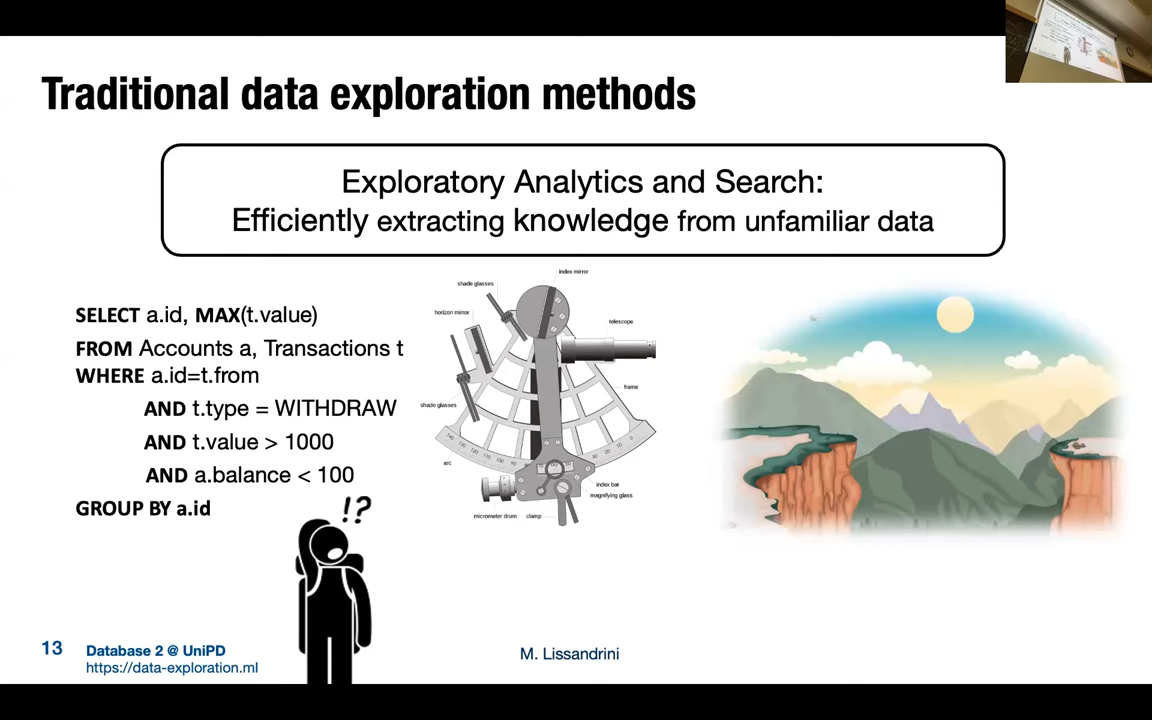 Traditional data exploration methods
Exploratory Analytics and Search:
Efficiently extracting knowledge from unfamiliar data
SELECT a.id, MAX(t.value)
FROM Accounts a, Transactions t
WHERE a.id=t.from
AND t.type = WITHDRAW
AND t.value > 1000
AND a.balance < 100
GROUP BY a.id
!?
index mirror
shade glasses
horizon mirror
telescope
frame
shade glasses
arc
index bar
magnifying glass
micrometer drum
clamp
13
Database 2 @ UniPD
https://data-exploration.ml
M. Lissandrini